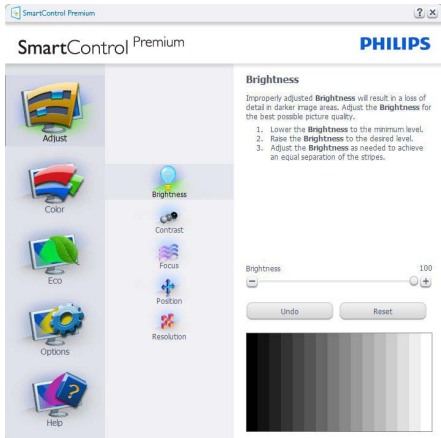 SmartControl Premium
? ×
SmartControl Premium
PHILIPS
Adjust
Color
Eco
Options
Help
Brightness
Contrast
Focus
Position
Resolution
Brightness
Improperly adjusted Brightness will result in a loss of
detail in darker image areas. Adjust the Brightness for
the best possible picture quality.
1. Lower the Brightness to the minimum level.
2. Raise the Brightness to the desired level.
3. Adjust the Brightness as needed to achieve
an equal separation of the stripes.
Brightness 100
Undo Reset